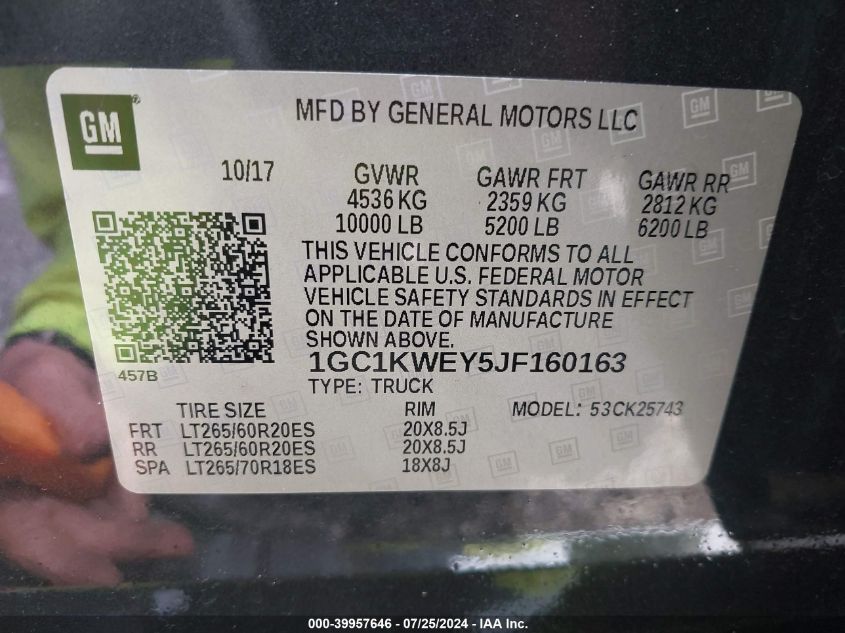 GM
MFD BY GENERAL MOTORS LLC
10/17 GVWR GAWR FRT GAWR RR
4536 KG 2359 KG 2812 KG
10000 LB 5200 LB 6200 LB
THIS VEHICLE CONFORMS TO ALL
APPLICABLE U.S. FEDERAL MOTOR
VEHICLE SAFETY STANDARDS IN EFFECT
ON THE DATE OF MANUFACTURE
SHOWN ABOVE.
1GC1KWEY5JF160163
457B
TYPE: TRUCK
TIRE SIZE RIM MODEL: 53CK25743
FRT LT265/60R20ES 20X8.5J
RR LT265/60R20ES 20X8.5J
SPA LT265/70R18ES 18X8J
000-39957646 - 07/25/2024 - IAA Inc.